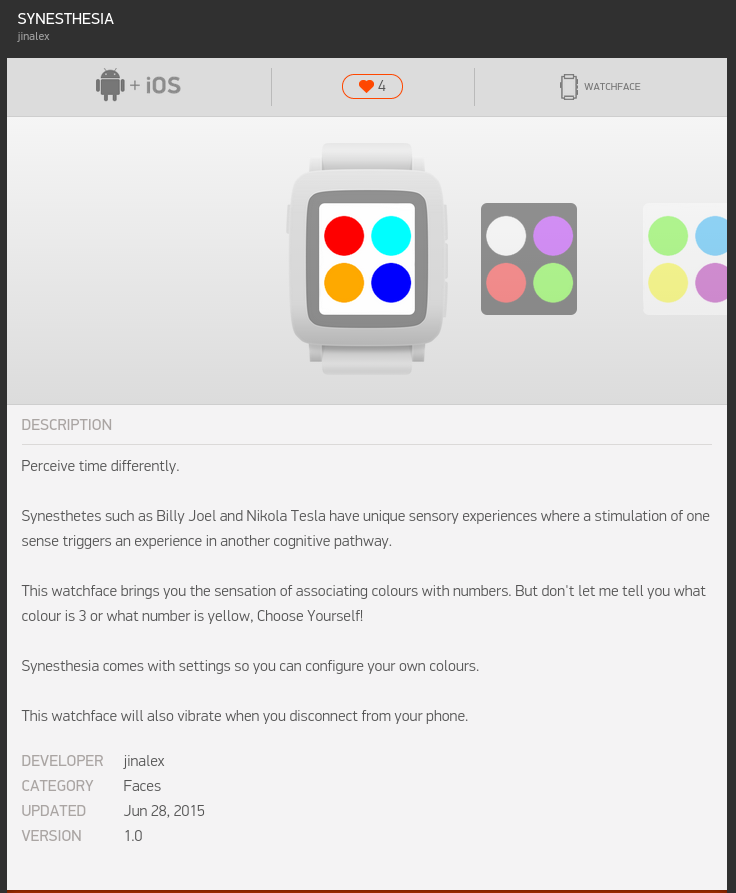 SYNESTHESIA
jinalex
+ iOS
4
WATCHFACE
DESCRIPTION
Perceive time differently.
Synesthetes such as Billy Joel and Nikola Tesla have unique sensory experiences where a stimulation of one
sense triggers an experience in another cognitive pathway.
This watchface brings you the sensation of associating colours with numbers. But don't let me tell you what
colour is 3 or what number is yellow, Choose Yourself!
Synesthesia comes with settings so you can configure your own colours.
This watchface will also vibrate when you disconnect from your phone.
DEVELOPER jinalex
CATEGORY Faces
UPDATED Jun 28, 2015
VERSION 1.0